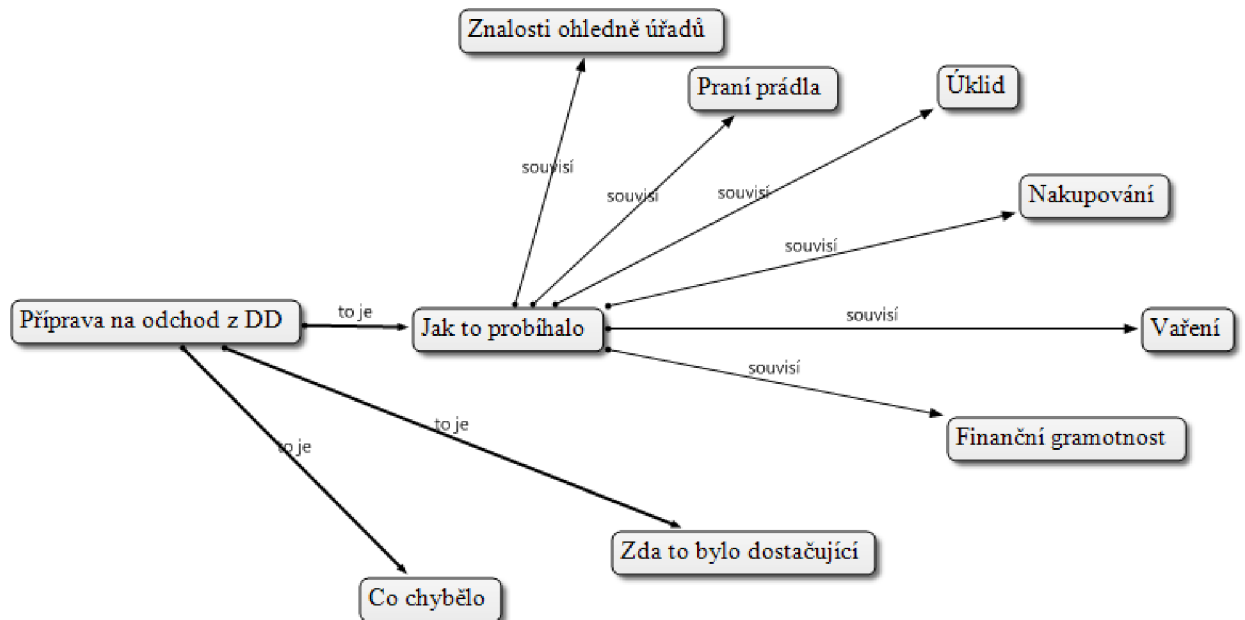 Znalosti ohledně úřadů
Praní prádla
Úklid
souvisí
souvisí
souvisí
Nakupování
souvisí
Příprava na odchod z DD
to je
Jak to probíhalo
souvisí
Vaření
souvisí
Finanční gramotnost
to je
to je
Zda to bylo dostačující
Co chybělo